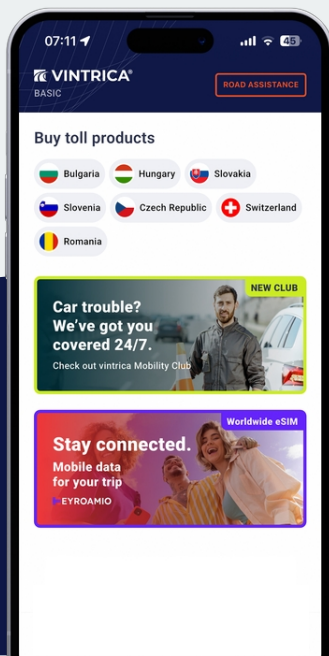 07:11
45
VINTRICA®
BASIC
ROAD ASSISTANCE
Buy toll products
Bulgaria
Hungary
Slovakia
Slovenia
Czech Republic
Switzerland
Romania
NEW CLUB
Car trouble?
We've got you
covered 24/7.
Check out vintrica Mobility Club
Worldwide eSIM
Stay connected.
Mobile data
for your trip
EYROAMIO